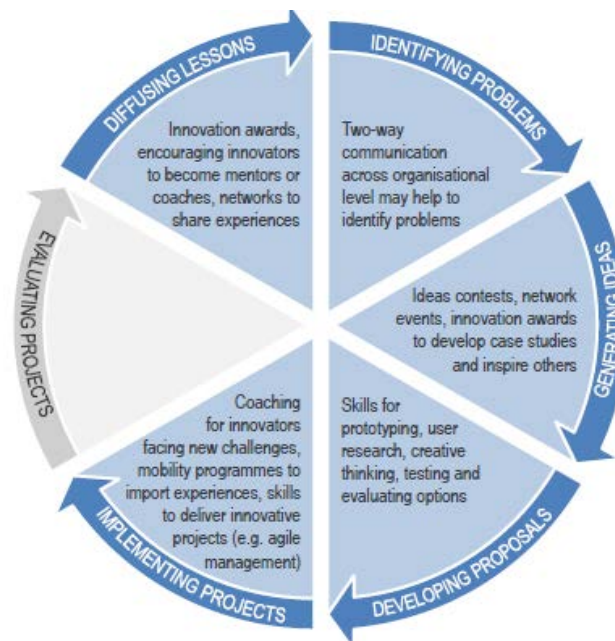 IDENTIFYING PROBLEMS
Two-way
communication
across organisational
level may help to
identify problems
GENERATING IDEAS
Ideas contests, network
events, innovation awards
to develop case studies
and inspire others
DEVELOPING PROPOSALS
Skills for
prototyping, user
research, creative
thinking, testing and
evaluating options
IMPLEMENTING PROJECTS
Coaching
for innovators
facing new challenges,
mobility programmes to
import experiences, skills
to deliver innovative
projects (e.g. agile
management)
EVALUATING PROJECTS
DIFFUSING LESSONS
Innovation awards,
encouraging innovators
to become mentors or
coaches, networks to
share experiences